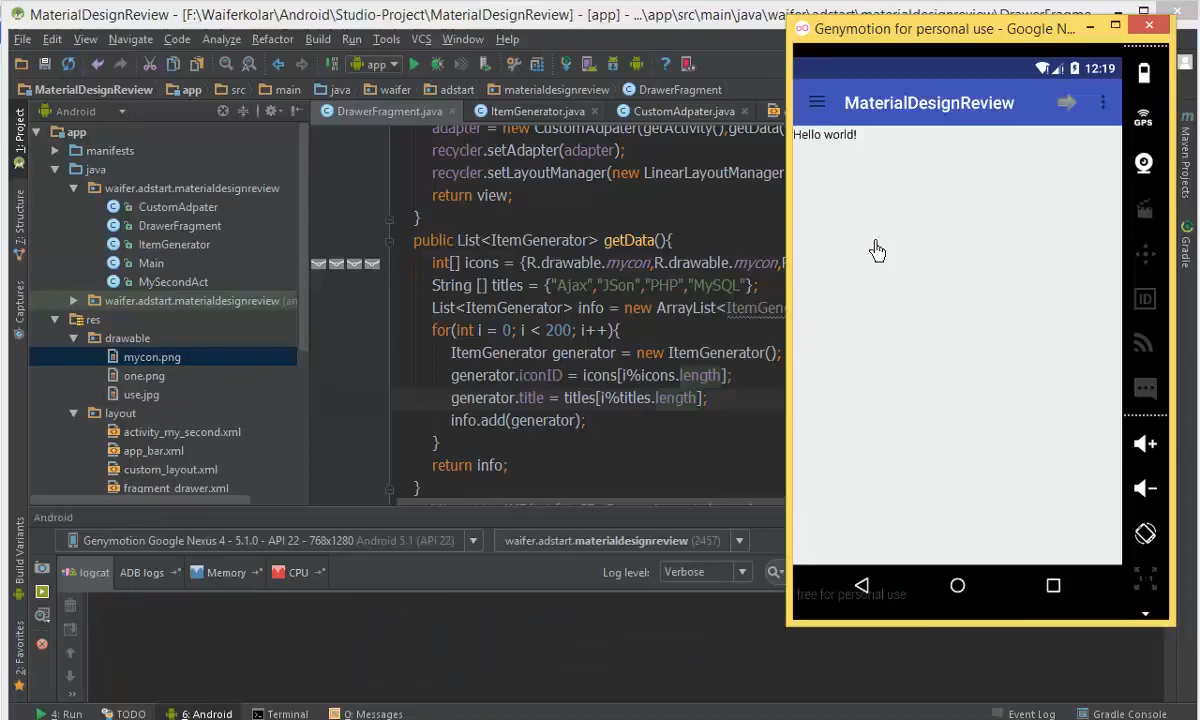 MaterialDesignReview - [F:\Waiferkolar\Android\Studio-Project\MaterialDesignReview] - [app] - ...\app\src\main\java\waifer\adstart\materialdesignreview\DrawerFragme...
File Edit View Navigate Code Analyze Refactor Build Run Tools VCS Window Help
app
MaterialDesignReview app src main java waifer adstart materialdesignreview DrawerFragment
1: Project
7: Structure
Captures
Build Variants
2: Favorites
Android
app
manifests
java
waifer.adstart.materialdesignreview
CustomAdpater
DrawerFragment
ItemGenerator
Main
MySecondAct
waifer.adstart.materialdesignreview (an
res
drawable
mycon.png
one.png
use.jpg
layout
activity_my_second.xml
app_bar.xml
custom_layout.xml
fragment_drawer.xml
DrawerFragment.java ItemGenerator.java CustomAdpater.java
adapter = new CustomAdpater(getActivity(),getData(
recycler.setAdapter(adapter);
recycler.setLayoutManager(new LinearLayoutManager
return view;
}
public List<ItemGenerator> getData(){
int[] icons = {R.drawable.mycon,R.drawable.mycon,R
String [] titles = {"Ajax","JSon","PHP","MySQL"};
List<ItemGenerator> info = new ArrayList<ItemGen
for(int i = 0; i < 200; i++){
ItemGenerator generator = new ItemGenerator();
generator.iconID = icons[i%icons.length];
generator.title = titles[i%titles.length];
info.add(generator);
}
return info;
}
Genymotion for personal use - Google N...
12:19
MaterialDesignReview
Hello world!
free for personal use
GPS
ID
1:1
Maven Projects
Gradle
Android
Genymotion Google Nexus 4 - 5.1.0 - API 22 - 768x1280 Android 5.1 (API 22)
waifer.adstart.materialdesignreview (2457)
logcat ADB logs Memory CPU Log level: Verbose
4: Run TODO 6: Android Terminal 0: Messages Event Log Gradle Console